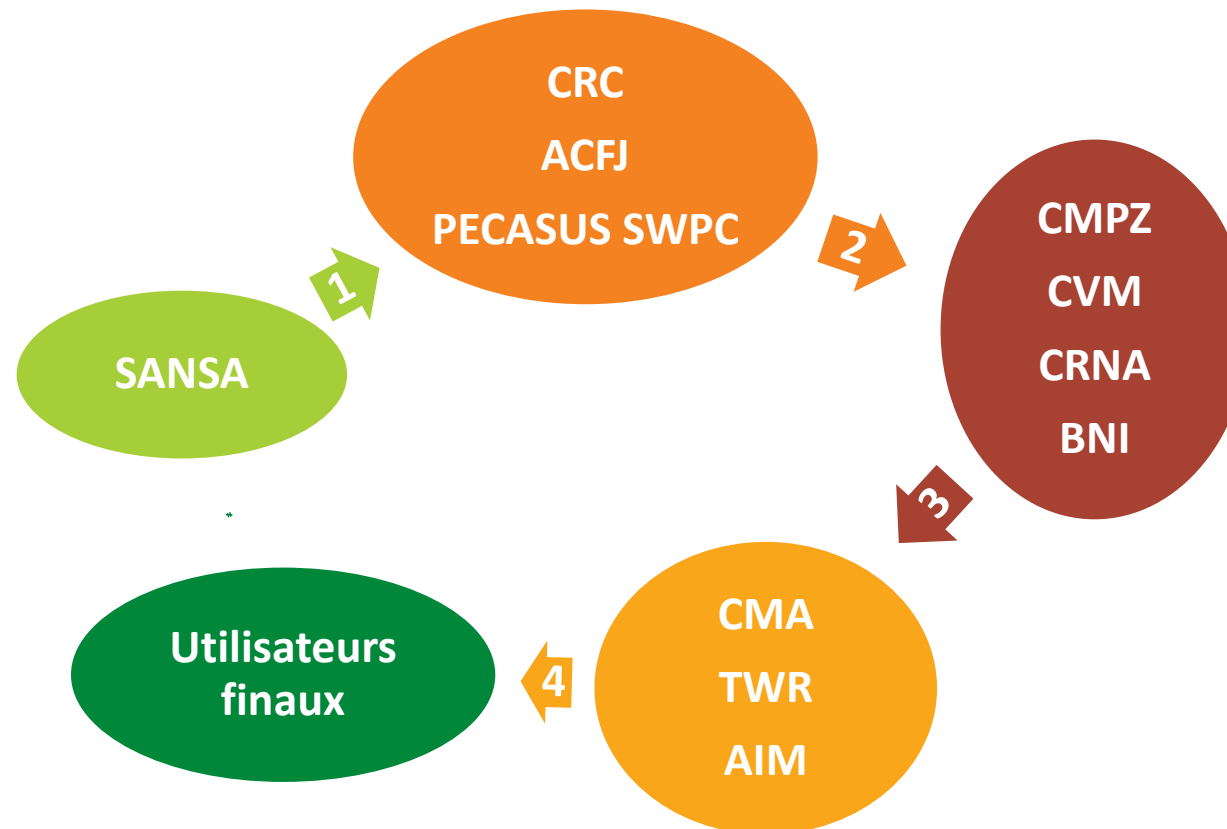 SANSA
1
CRC
ACFJ
PECASUS SWPC
2
CMPZ
CVM
CRNA
BNI
3
CMA
TWR
AIM
4
Utilisateurs
finaux